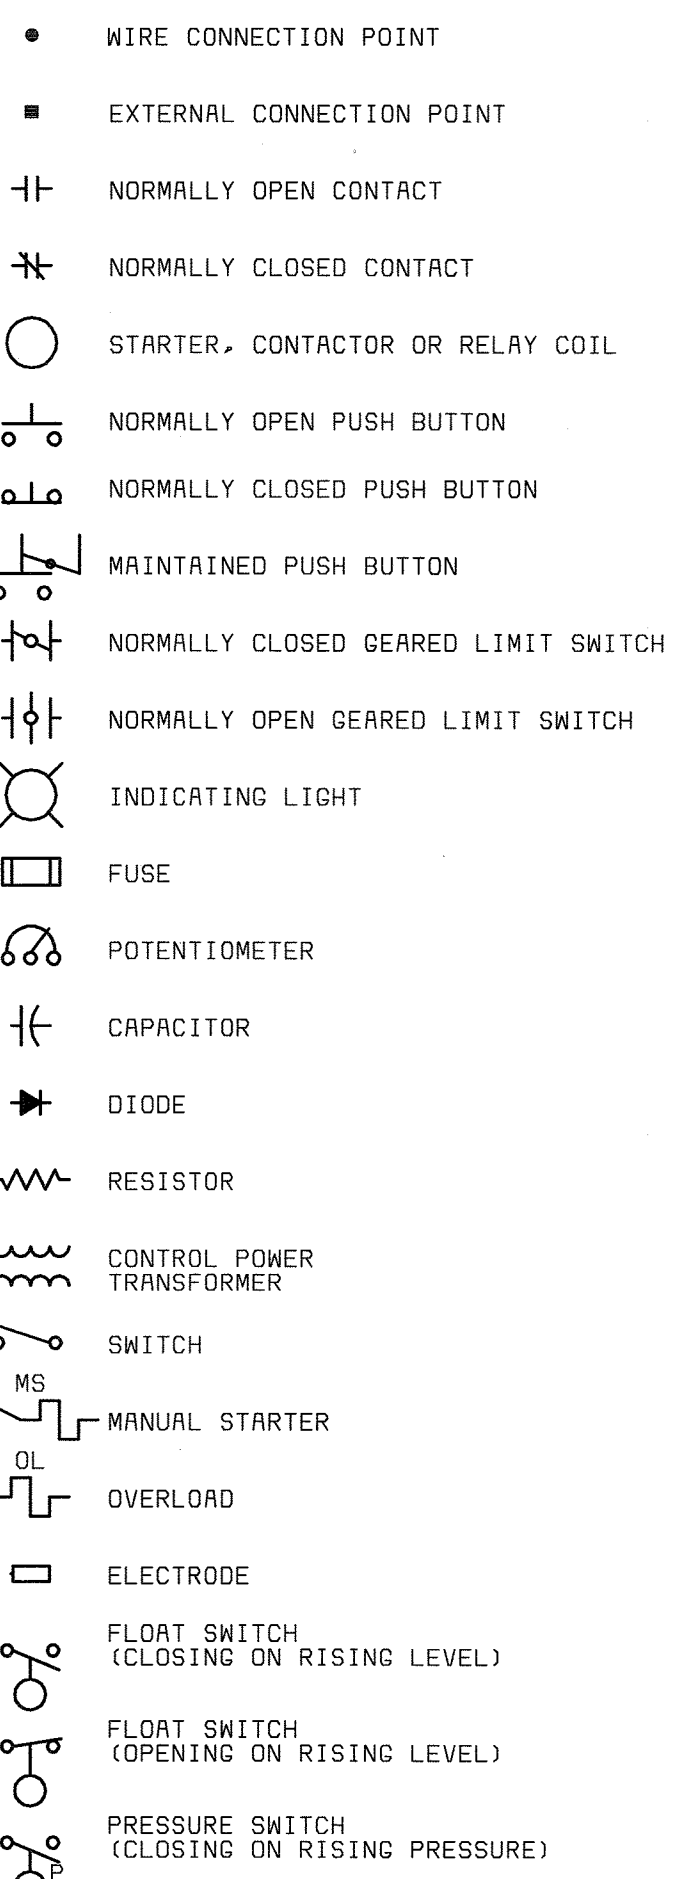 WIRE CONNECTION POINT
EXTERNAL CONNECTION POINT
NORMALLY OPEN CONTACT
NORMALLY CLOSED CONTACT
STARTER, CONTACTOR OR RELAY COIL
NORMALLY OPEN PUSH BUTTON
NORMALLY CLOSED PUSH BUTTON
MAINTAINED PUSH BUTTON
NORMALLY CLOSED GEARED LIMIT SWITCH
NORMALLY OPEN GEARED LIMIT SWITCH
INDICATING LIGHT
FUSE
POTENTIOMETER
CAPACITOR
DIODE
RESISTOR
CONTROL POWER
TRANSFORMER
SWITCH
MS
MANUAL STARTER
OL
OVERLOAD
ELECTRODE
FLOAT SWITCH
(CLOSING ON RISING LEVEL)
FLOAT SWITCH
(OPENING ON RISING LEVEL)
PRESSURE SWITCH
(CLOSING ON RISING PRESSURE)
P